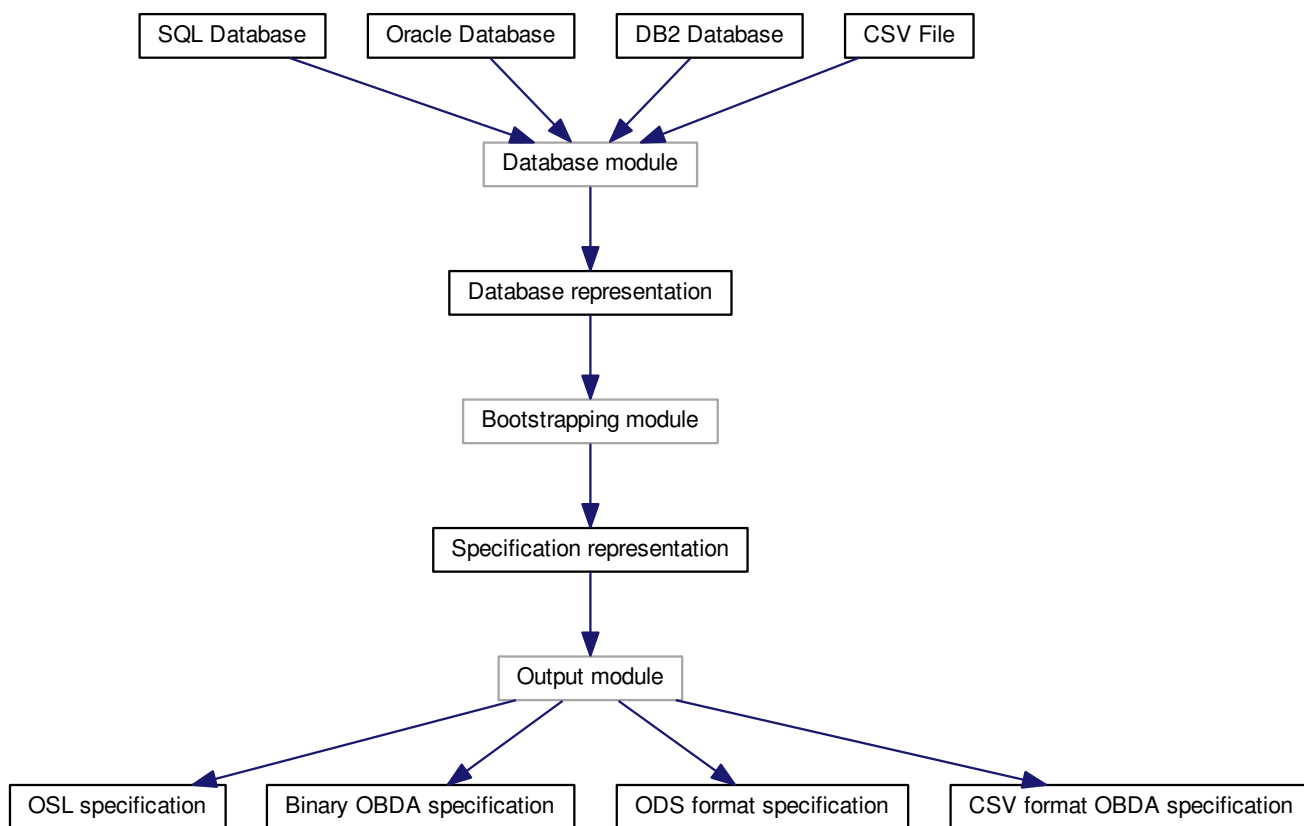 SQL Database
Oracle Database
DB2 Database
CSV File
Database module
Database representation
Bootstrapping module
Specification representation
Output module
OSL specification
Binary OBDA specification
ODS format specification
CSV format OBDA specification